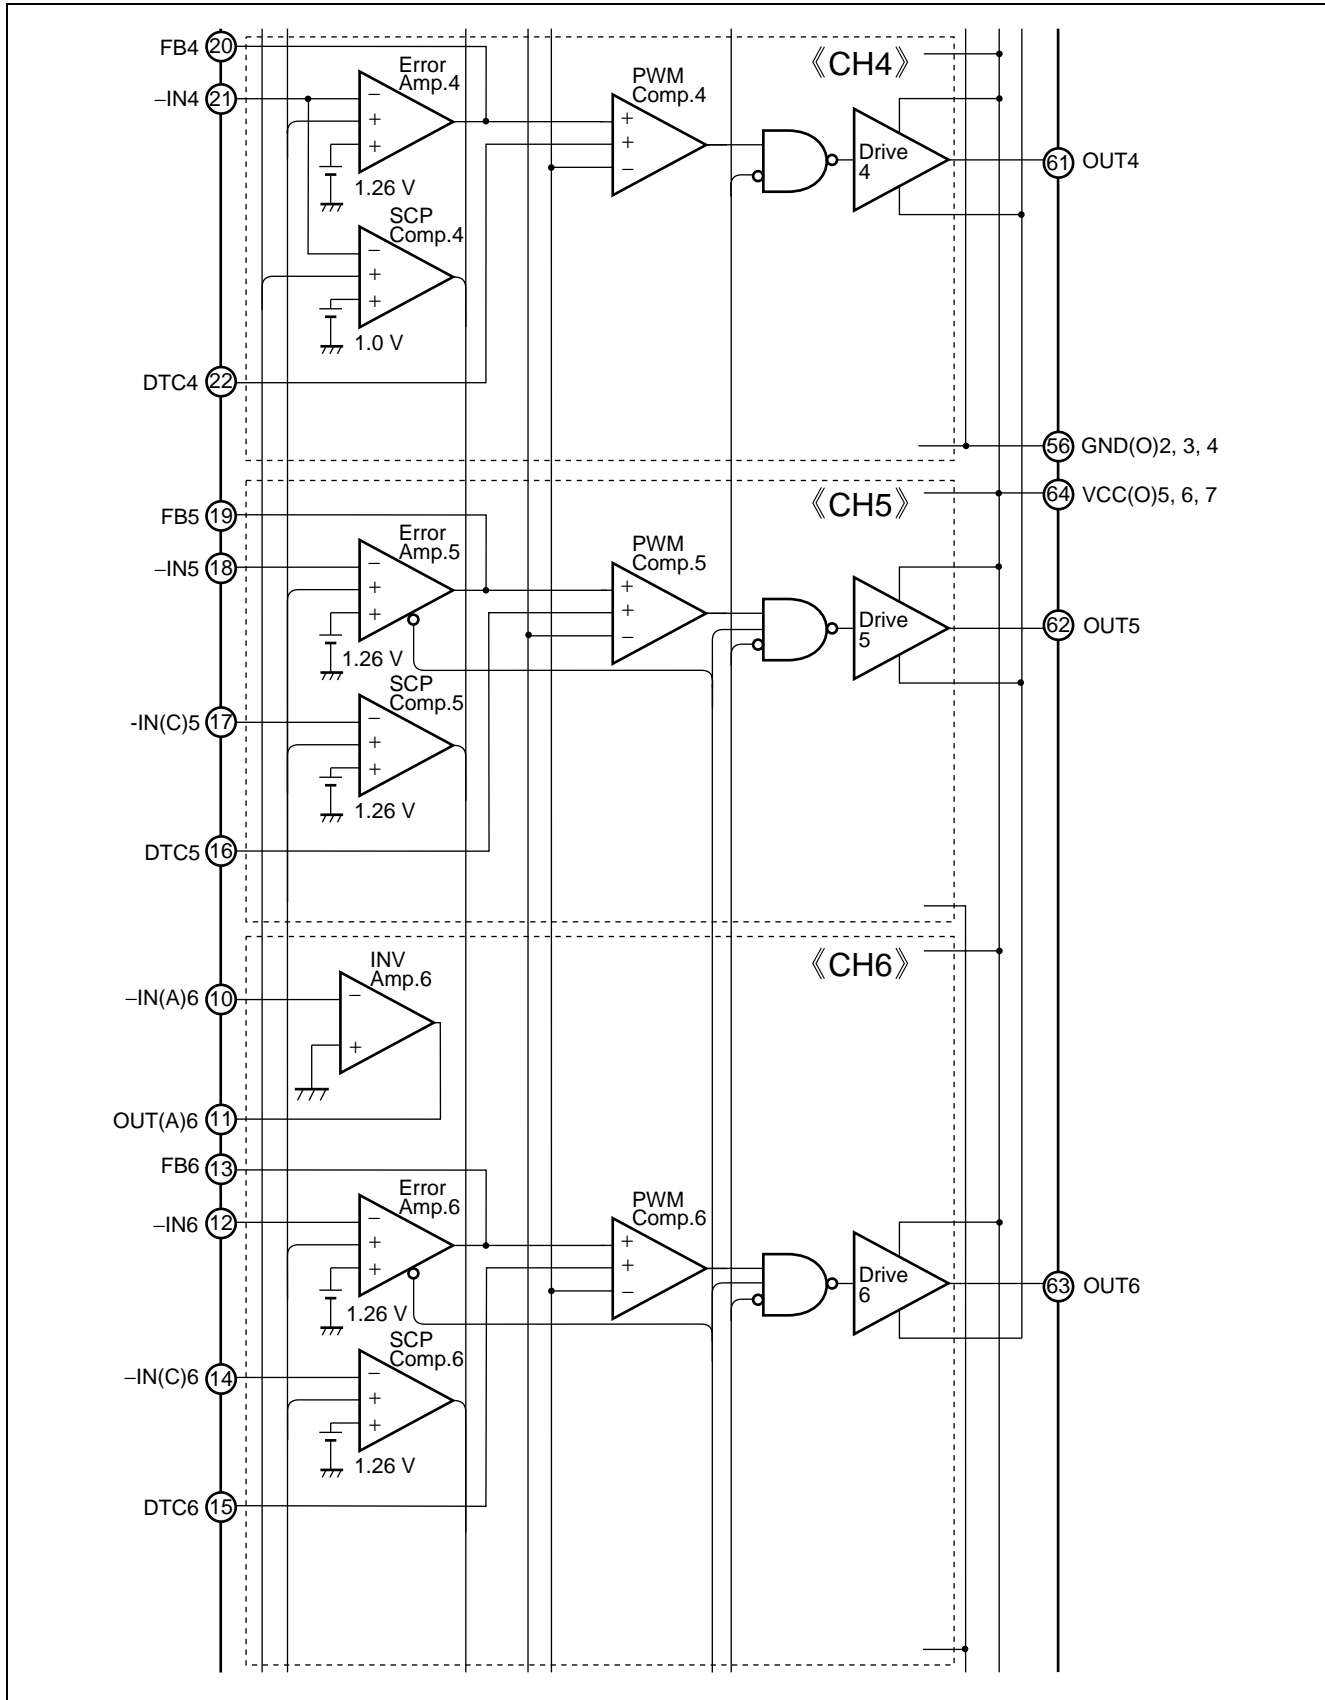 FB4 20
–IN4 21
Error
Amp.4
−
+
+
1.26 V
SCP
Comp.4
−
+
+
1.0 V
DTC4 22
PWM
Comp.4
+
+
−
《CH4》
Drive
4
61 OUT4
56 GND(O)2, 3, 4
64 VCC(O)5, 6, 7
FB5 19
–IN5 18
Error
Amp.5
−
+
+
1.26 V
SCP
Comp.5
-IN(C)5 17
−
+
+
1.26 V
DTC5 16
PWM
Comp.5
+
+
−
《CH5》
Drive
5
62 OUT5
《CH6》
INV
Amp.6
–IN(A)6 10
−
+
OUT(A)6 11
FB6 13
–IN6 12
Error
Amp.6
−
+
+
1.26 V
SCP
Comp.6
–IN(C)6 14
−
+
+
1.26 V
DTC6 15
PWM
Comp.6
+
+
−
Drive
6
63 OUT6